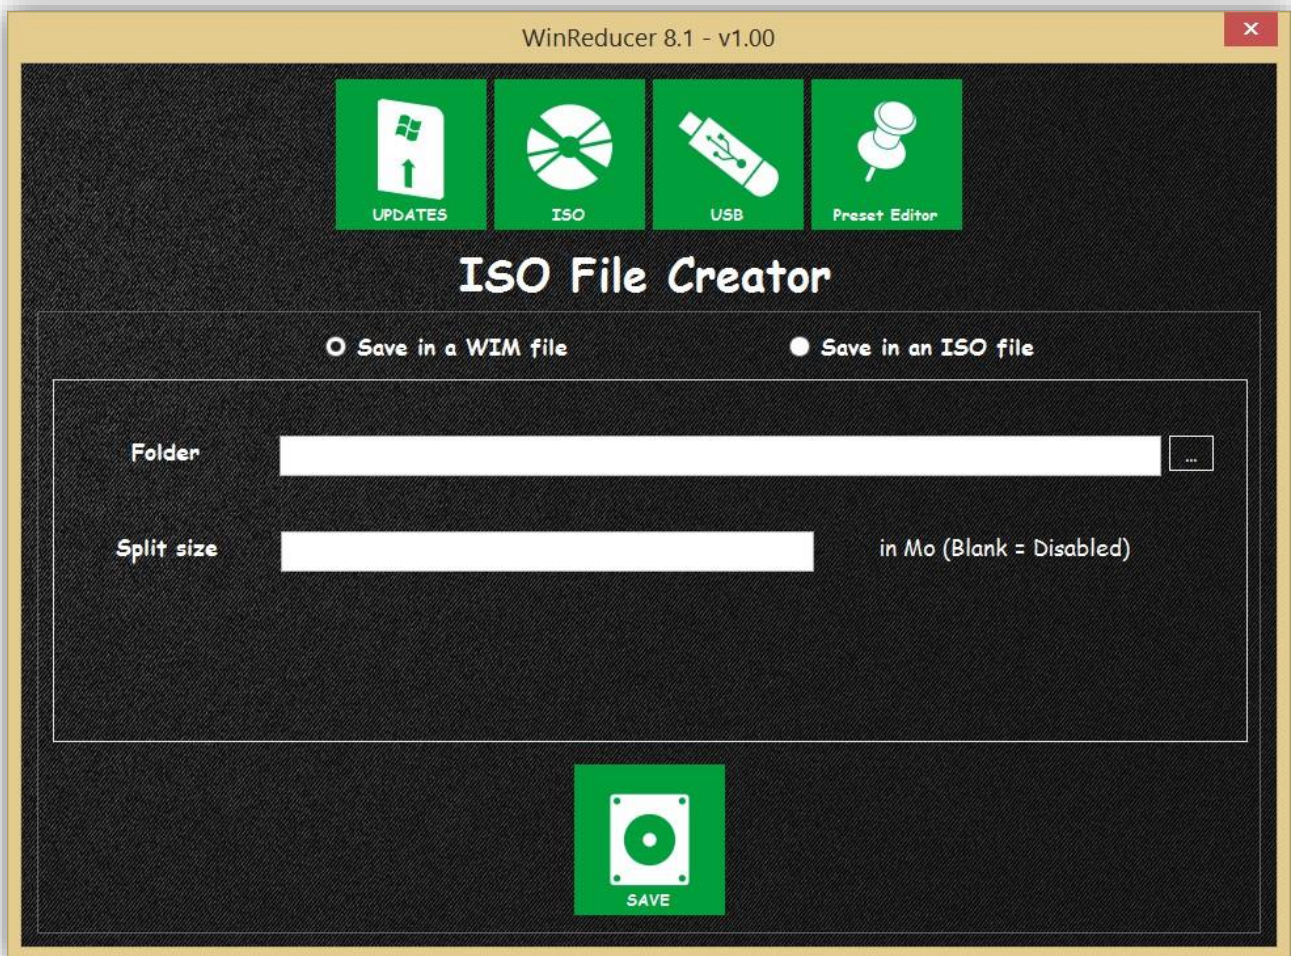 WinReducer 8.1 - v1.00
UPDATES ISO USB Preset Editor
ISO File Creator
Save in a WIM file Save in an ISO file
Folder ...
Split size in Mo (Blank = Disabled)
SAVE